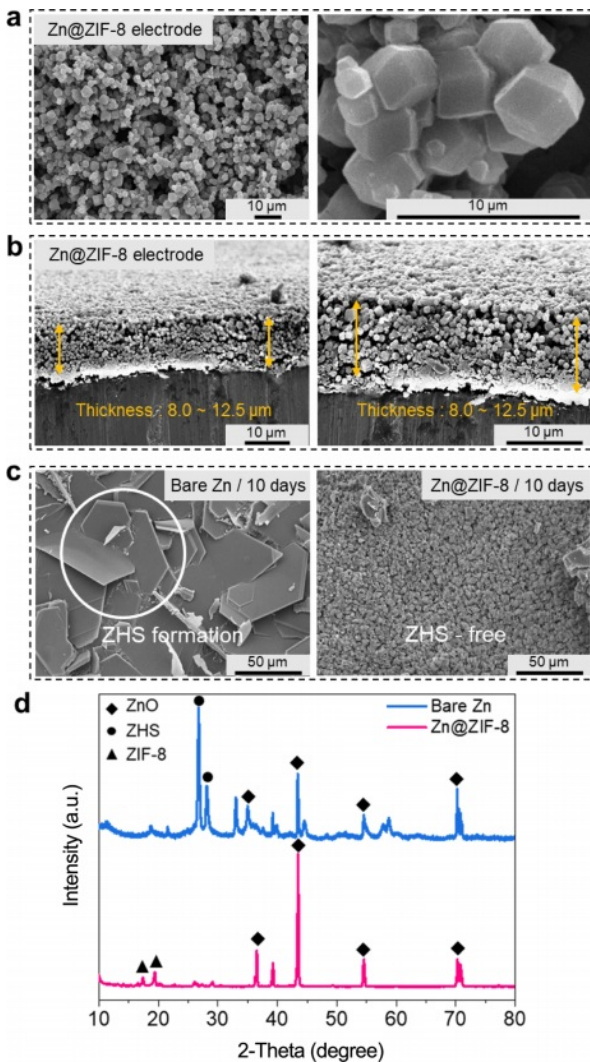 a
Zn@ZIF-8 electrode
10 µm
10 µm
b
Zn@ZIF-8 electrode
Thickness : 8.0 ~ 12.5 µm
10 µm
Thickness : 8.0 ~ 12.5 µm
10 µm
c
Bare Zn / 10 days
ZHS formation
50 µm
Zn@ZIF-8 / 10 days
ZHS - free
50 µm
d
ZnO
ZHS
ZIF-8
Bare Zn
Zn@ZIF-8
Intensity (a.u.)
10 20 30 40 50 60 70 80
2-Theta (degree)